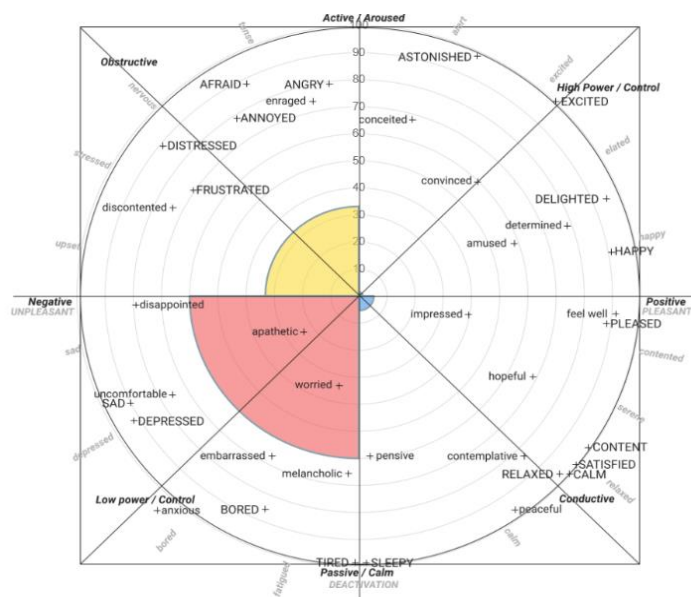 Active / Aroused
100
tense
angry
ASTONISHED
90
Obstructive
excited
AFRAID
ANGRY
80
High Power / Control
nervous
enraged
EXCITED
70
ANNOYED
conceited
60
DISTRESSED
elated
stressed
50
FRUSTRATED
convinced
40
discontented
DELIGHTED
30
determined
upset
amused
20
happy
HAPPY
10
Negative
disappointed
Positive
UNPLEASANT
impressed
feel well
PLEASANT
PLEASED
apathetic
sad
contented
worried
hopeful
uncomfortable
SAD
serene
DEPRESSED
depressed
CONTENT
embarrassed
pensive
contemplative
SATISFIED
melancholic
RELAXED
CALM
relaxed
Low power / Control
Conductive
anxious
BORED
peaceful
bored
calm
TIRED
SLEEPY
fatigued
Passive / Calm
DEACTIVATION